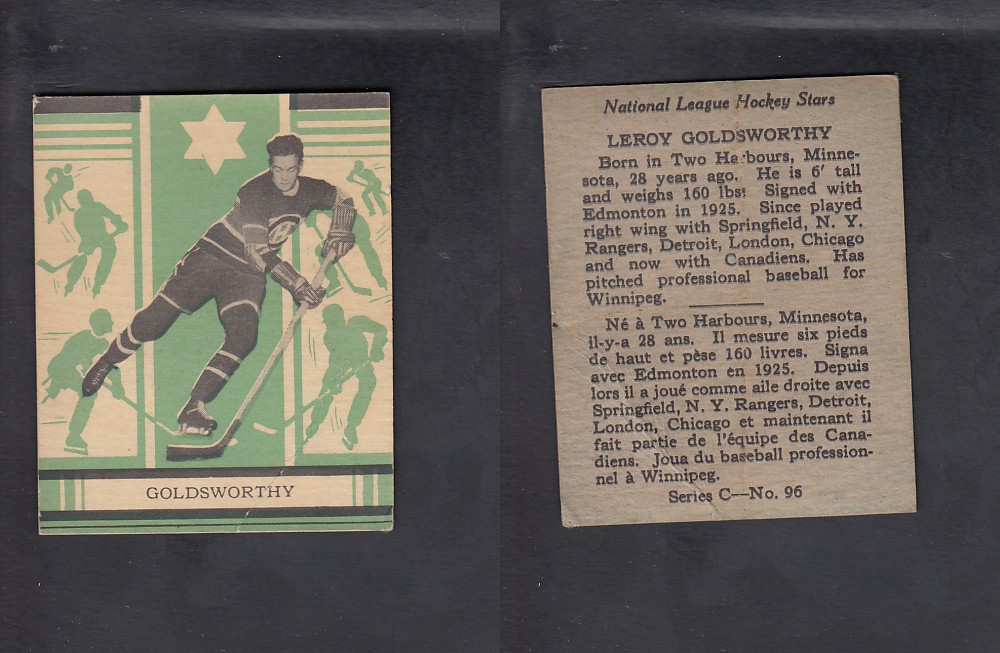 GOLDSWORTHY
National League Hockey Stars
LEROY GOLDSWORTHY
Born in Two Harbours, Minne-
sota, 28 years ago. He is 6' tall
and weighs 160 lbs. Signed with
Edmonton in 1925. Since played
right wing with Springfield, N. Y.
Rangers, Detroit, London, Chicago
and now with Canadiens. Has
pitched professional baseball for
Winnipeg.
Né à Two Harbours, Minnesota,
il-y-a 28 ans. Il mesure six pieds
de haut et pèse 160 livres. Signa
avec Edmonton en 1925. Depuis
lors il a joué comme aile droite avec
Springfield, N. Y. Rangers, Detroit,
London, Chicago et maintenant il
fait partie de l'équipe des Cana-
diens. Joua du baseball profession-
nel à Winnipeg.
Series C—No. 96